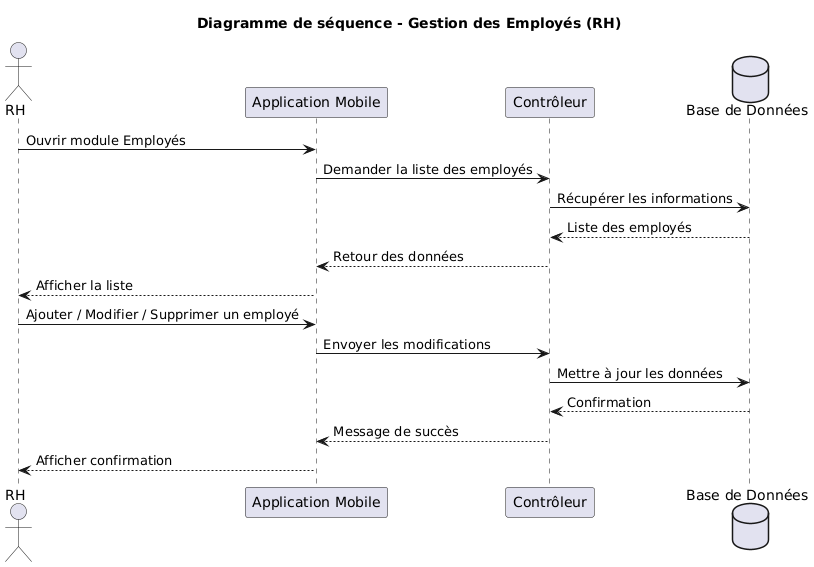 Diagramme de séquence - Gestion des Employés (RH)
RH
Application Mobile
Contrôleur
Base de Données
Ouvrir module Employés
Demander la liste des employés
Récupérer les informations
Liste des employés
Retour des données
Afficher la liste
Ajouter / Modifier / Supprimer un employé
Envoyer les modifications
Mettre à jour les données
Confirmation
Message de succès
Afficher confirmation
RH
Application Mobile
Contrôleur
Base de Données